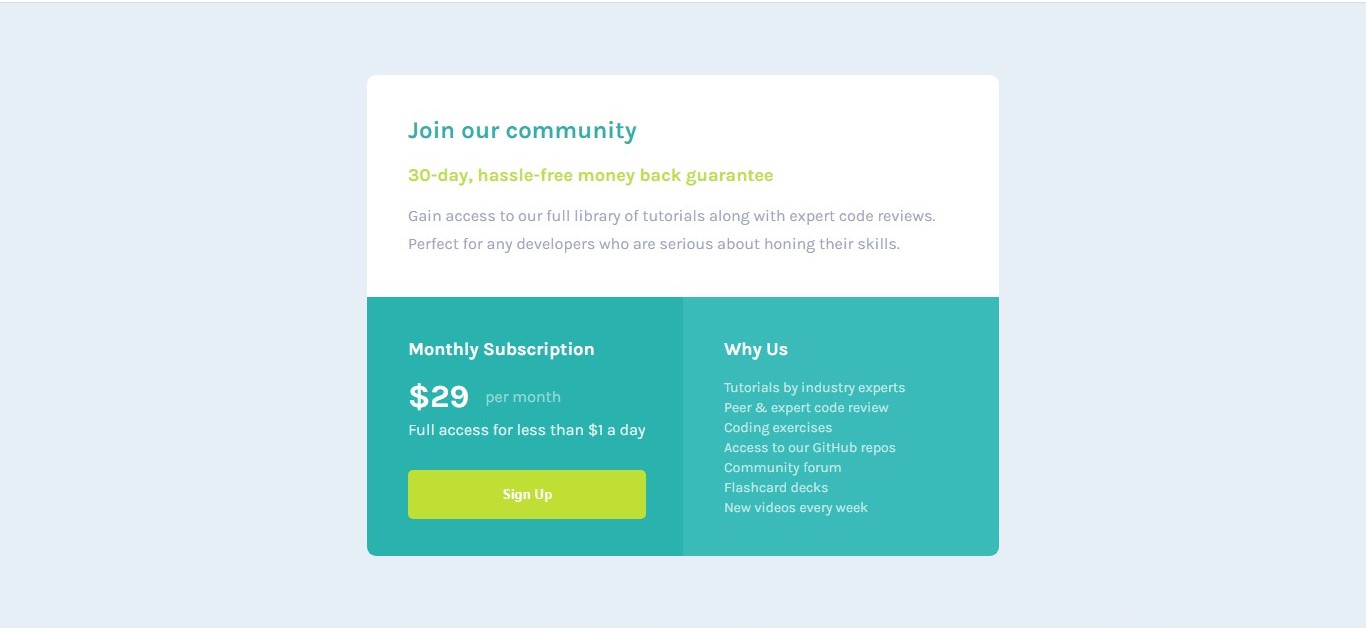 Join our community
30-day, hassle-free money back guarantee
Gain access to our full library of tutorials along with expert code reviews.
Perfect for any developers who are serious about honing their skills.
Monthly Subscription
$29 per month
Full access for less than $1 a day
Sign Up
Why Us
Tutorials by industry experts
Peer & expert code review
Coding exercises
Access to our GitHub repos
Community forum
Flashcard decks
New videos every week